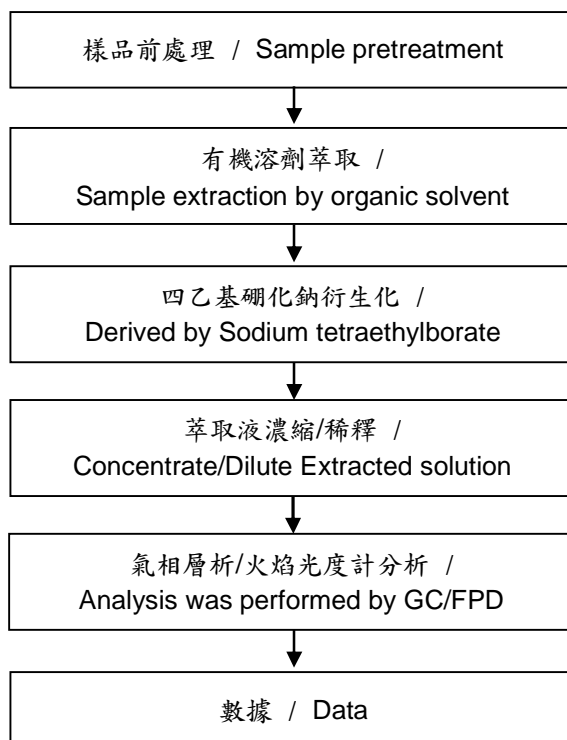 樣品前處理 / Sample pretreatment
有機溶劑萃取 /
Sample extraction by organic solvent
四乙基硼化鈉衍生化 /
Derived by Sodium tetraethylborate
萃取液濃縮/稀釋 /
Concentrate/Dilute Extracted solution
氣相層析/火焰光度計分析 /
Analysis was performed by GC/FPD
數據 / Data